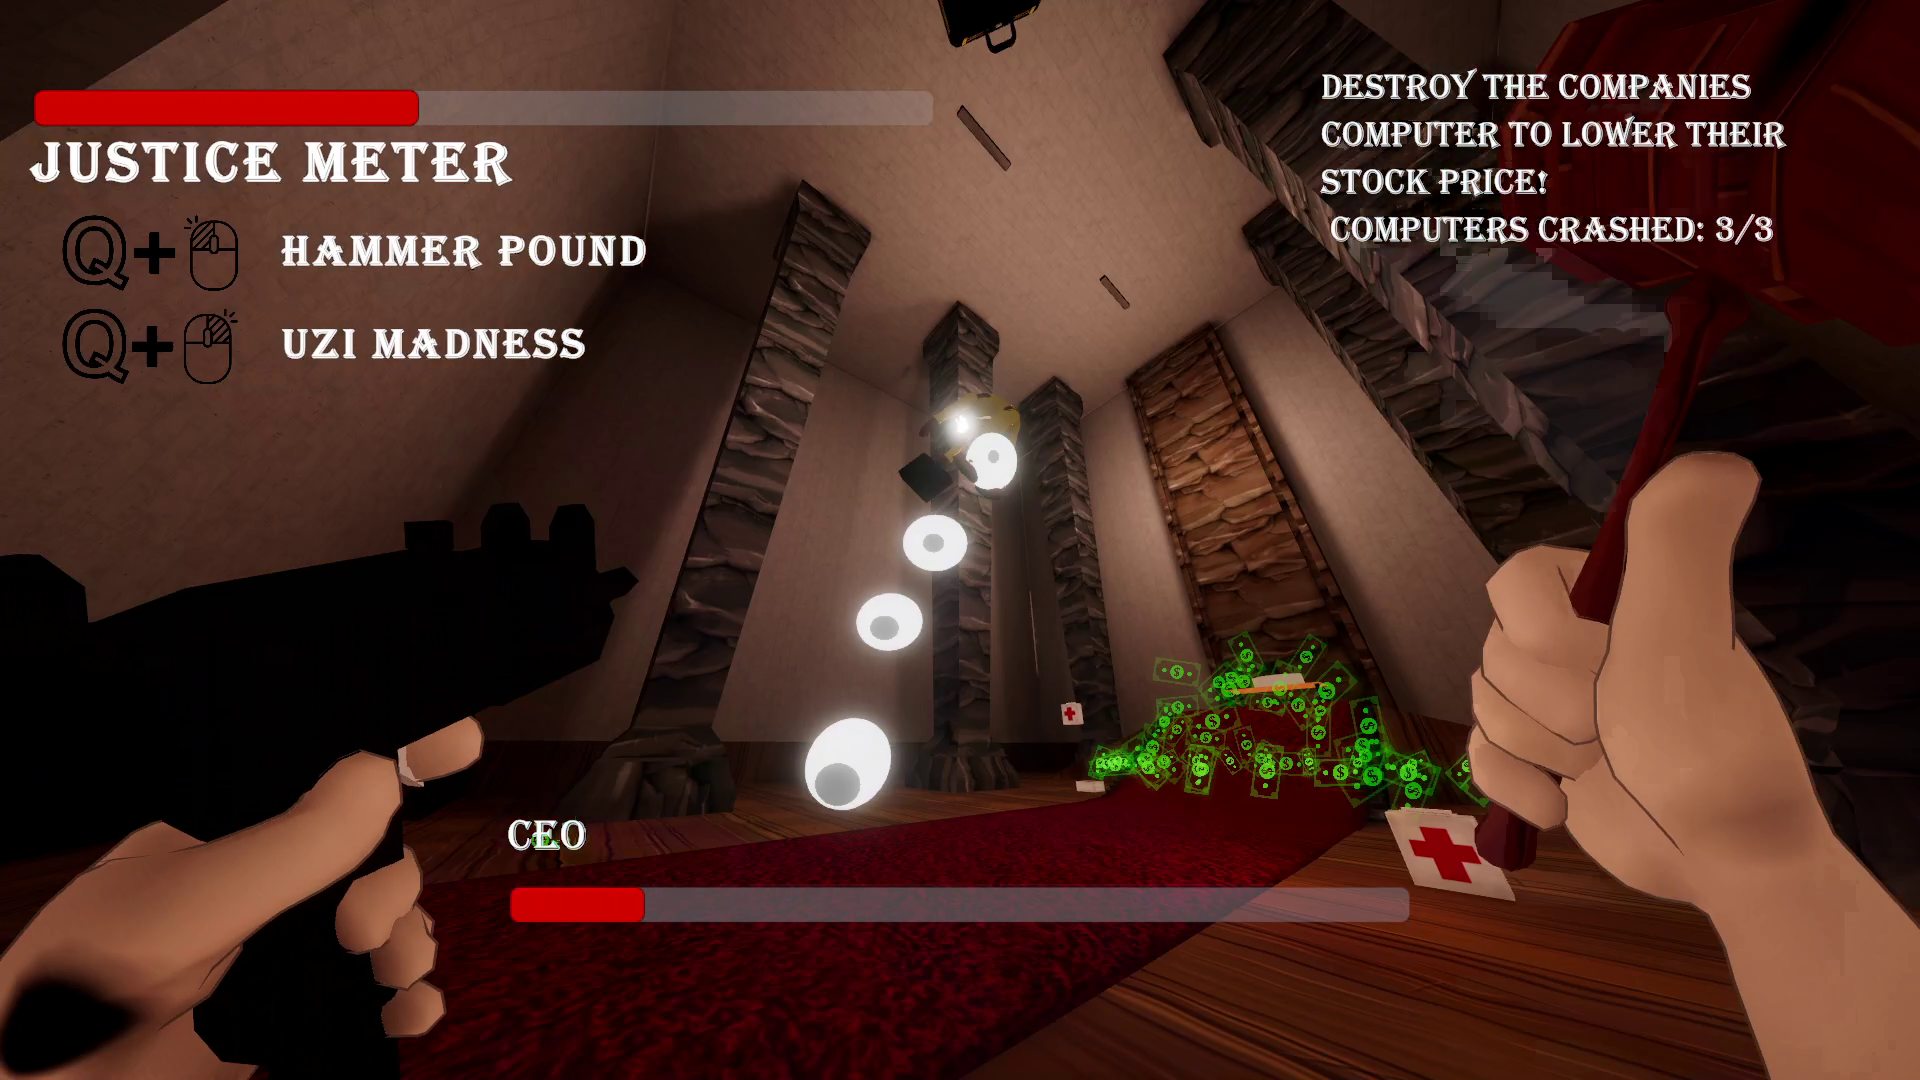 JUSTICE METER
Q+ HAMMER POUND
Q+ UZI MADNESS
DESTROY THE COMPANIES
COMPUTER TO LOWER THEIR
STOCK PRICE!
COMPUTERS CRASHED: 3/3
CEO